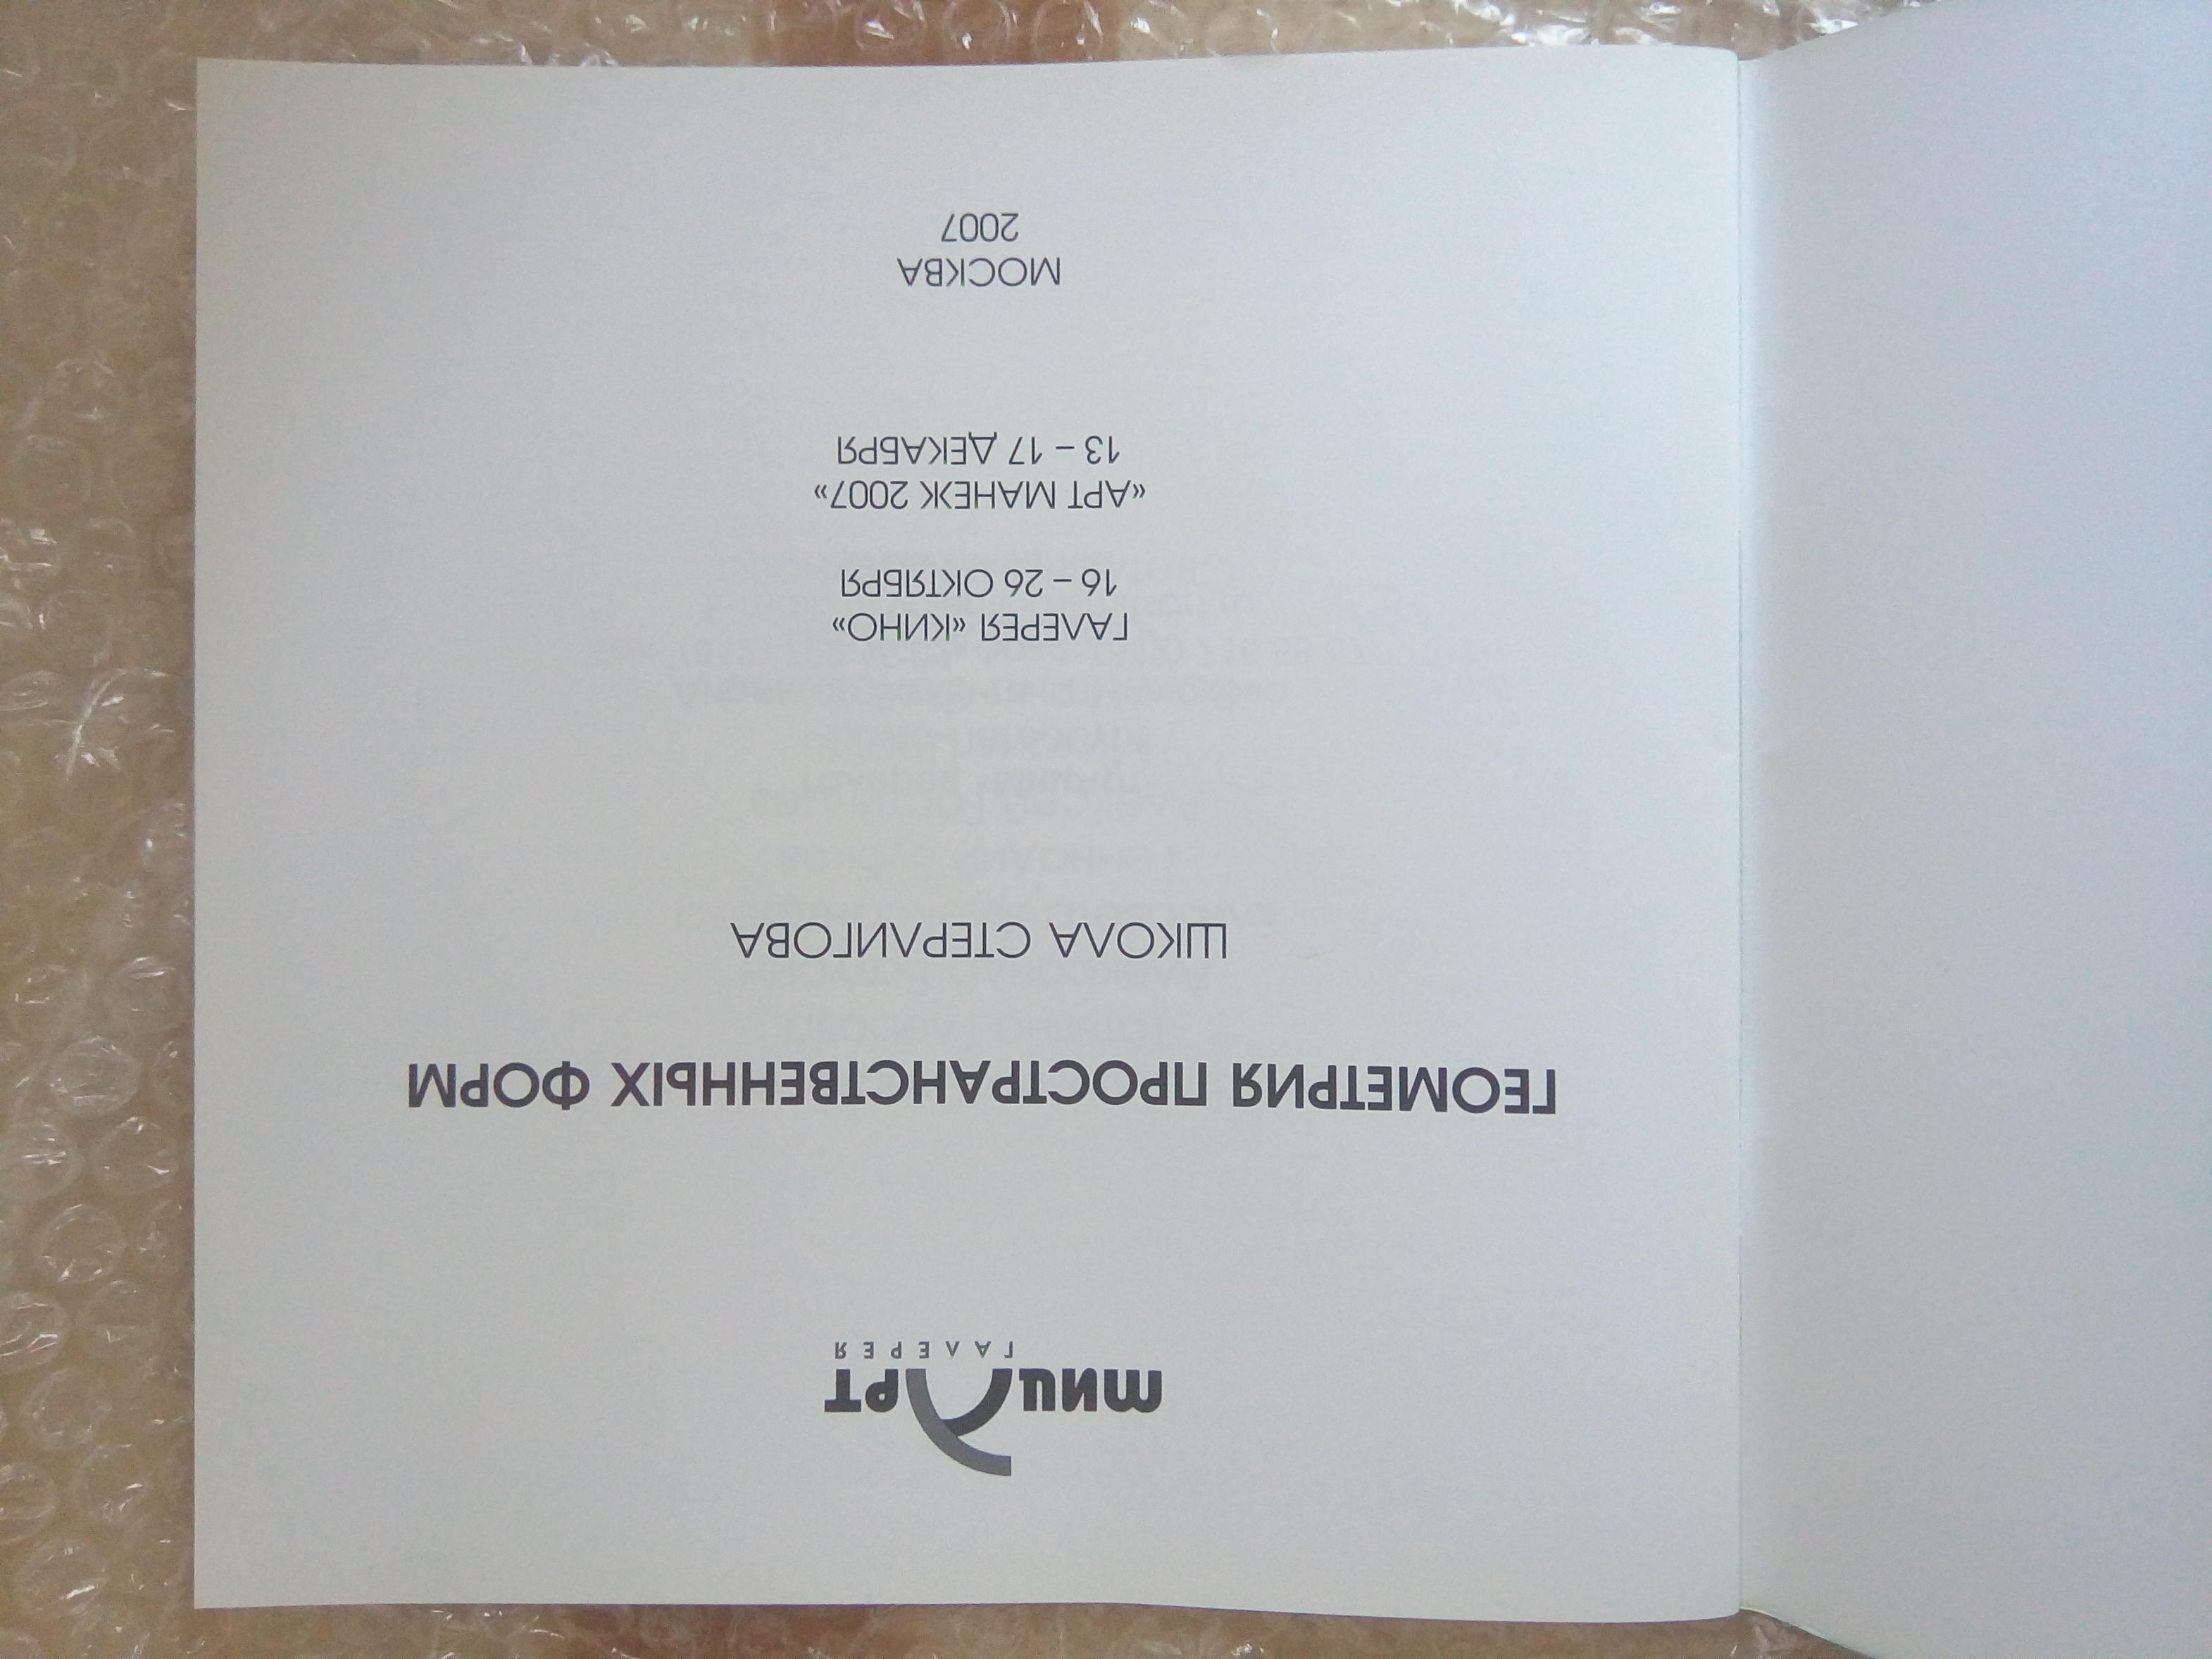 МИЦАРТ
ГАЛЕРЕЯ
ГЕОМЕТРИЯ ПРОСТРАНСТВЕННЫХ ФОРМ
ШКОЛА СТЕРЛИГОВА
ГАЛЕРЕЯ «КИНО»
16 – 26 ОКТЯБРЯ
«АРТ МАНЕЖ 2007»
13 – 17 ДЕКАБРЯ
МОСКВА
2007